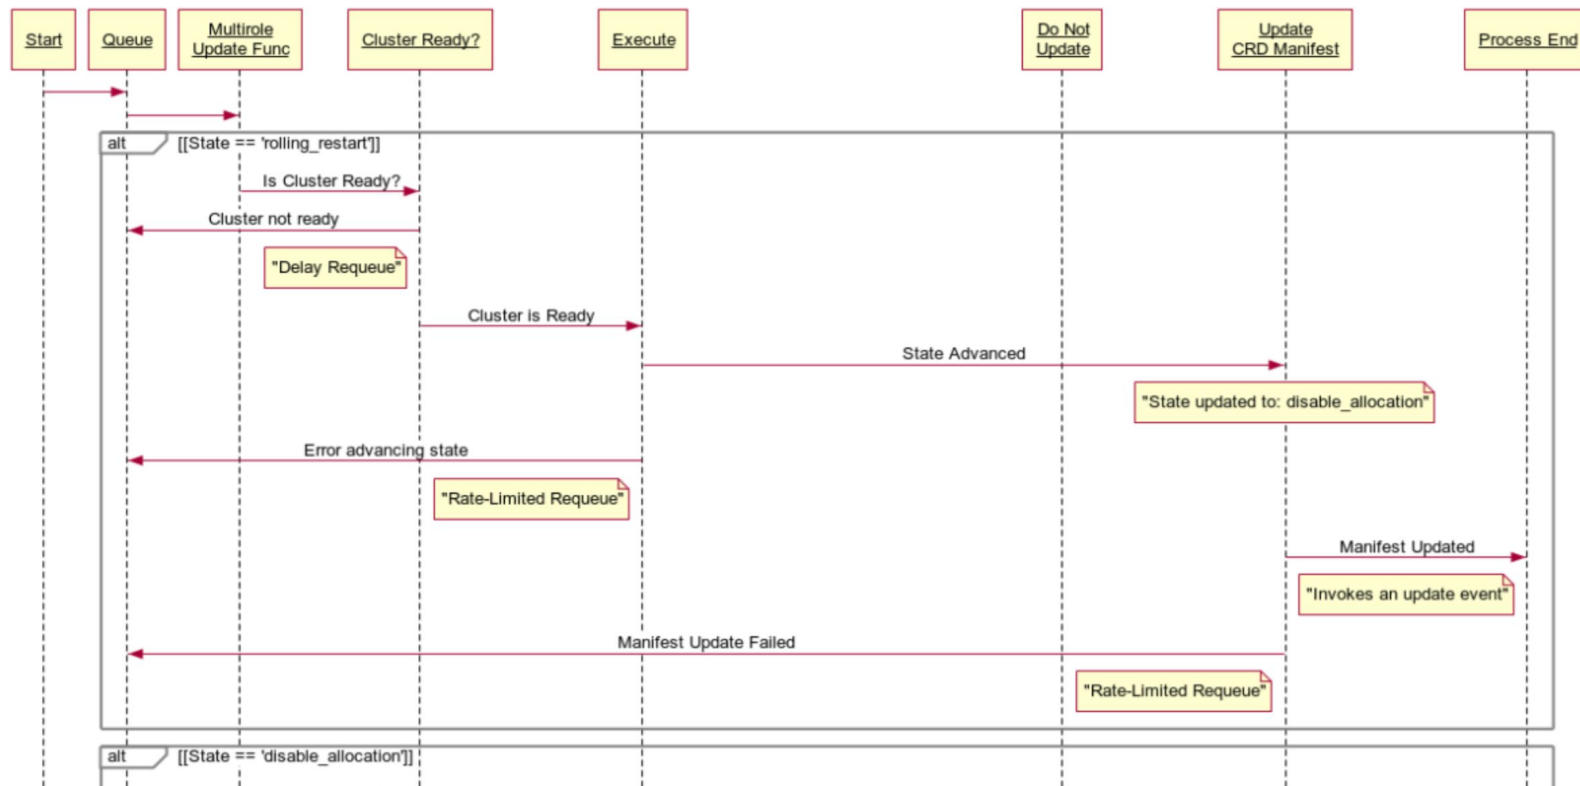 Start
Queue
Multirole
Update Func
Cluster Ready?
Execute
Do Not
Update
Update
CRD Manifest
Process End
alt
[[State == 'rolling_restart']]
Is Cluster Ready?
Cluster not ready
"Delay Requeue"
Cluster is Ready
State Advanced
"State updated to: disable_allocation"
Error advancing state
"Rate-Limited Requeue"
Manifest Updated
"Invokes an update event"
Manifest Update Failed
"Rate-Limited Requeue"
alt
[[State == 'disable_allocation']]